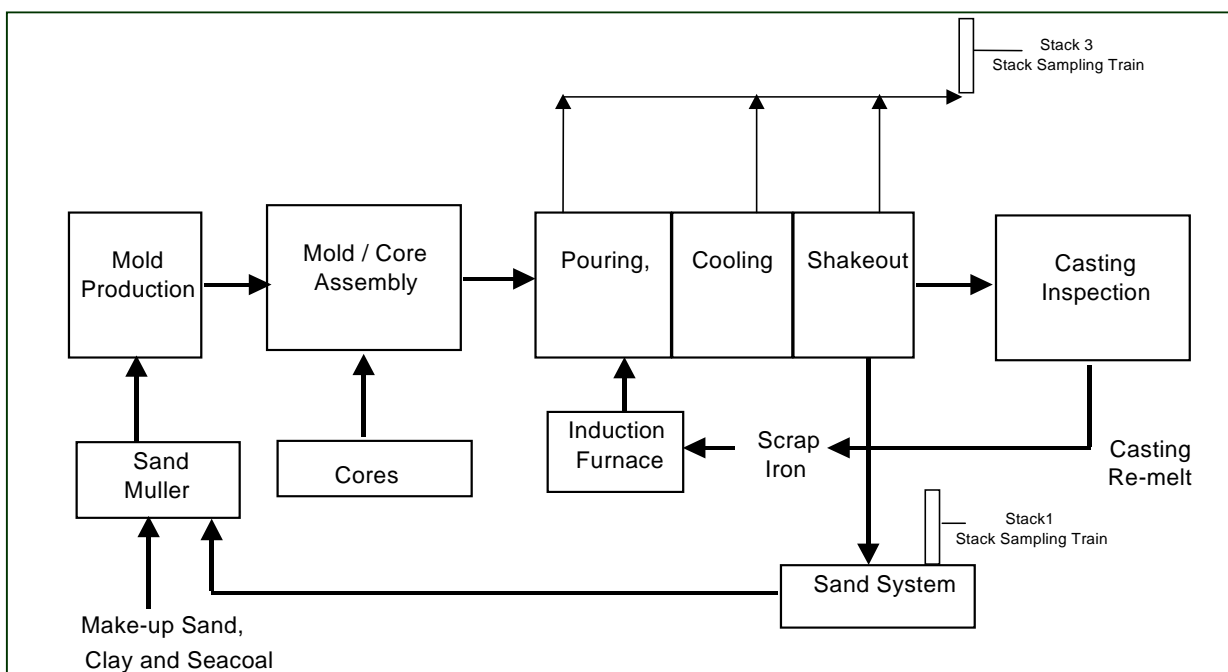 Stack 3
Stack Sampling Train
Mold
Production
Mold / Core
Assembly
Pouring,
Cooling
Shakeout
Casting
Inspection
Sand
Muller
Cores
Induction
Furnace
Scrap
Iron
Casting
Re-melt
Stack1
Stack Sampling Train
Sand System
Make-up Sand,
Clay and Seacoal